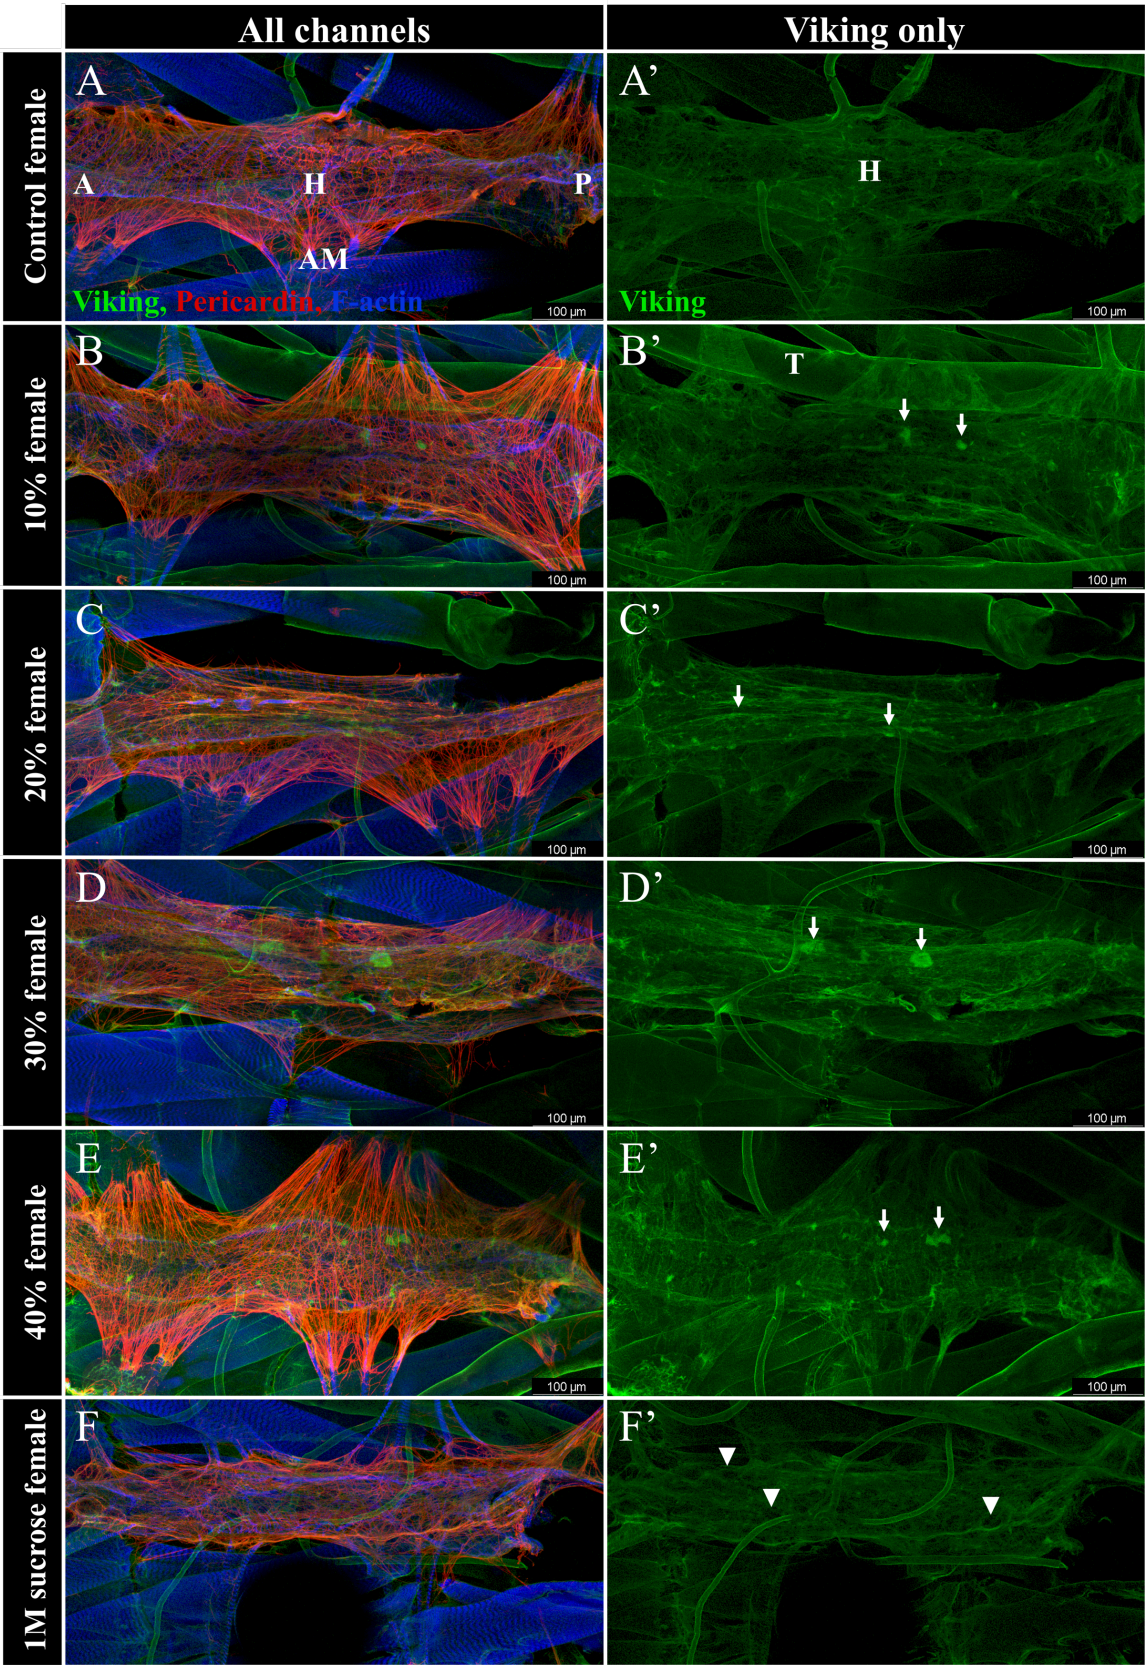 All channels
Viking only
Control female
A
A
H
P
AM
Viking, Pericardin, F-actin
100 µm
A’
H
Viking
100 µm
10% female
B
100 µm
B’
T
100 µm
20% female
C
100 µm
C’
100 µm
30% female
D
100 µm
D’
100 µm
40% female
E
100 µm
E’
100 µm
1M sucrose female
F
F’